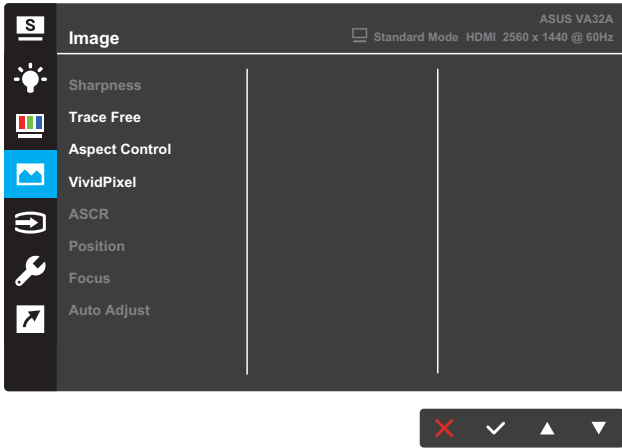 S
ASUS VA32A
Image
Standard Mode HDMI 2560 x 1440 @ 60Hz
Sharpness
Trace Free
Aspect Control
VividPixel
ASCR
Position
Focus
Auto Adjust